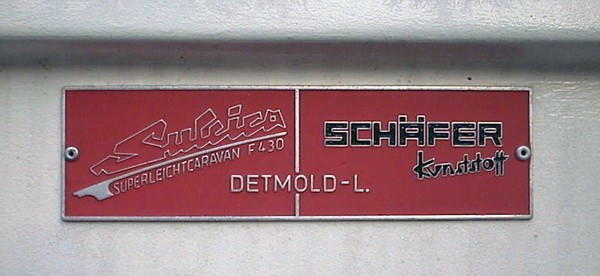 Suleica
SUPERLEICHTCARAVAN F430
SCHÄFER
kunststoff
DETMOLD-L.